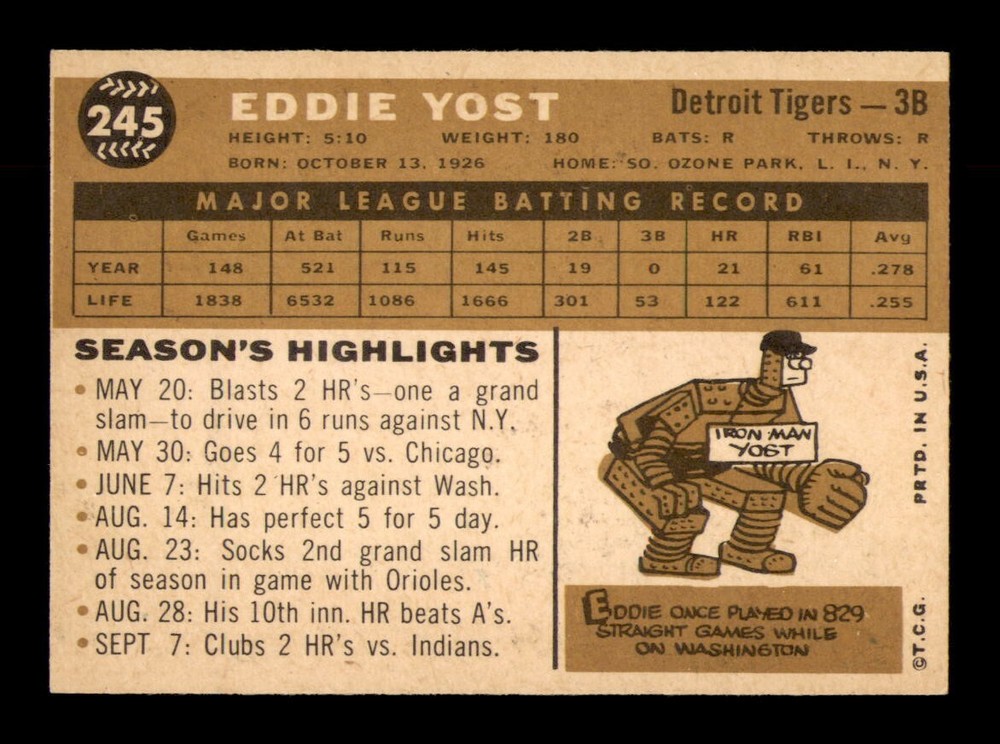 245
EDDIE YOST
Detroit Tigers — 3B
HEIGHT: 5:10 WEIGHT: 180 BATS: R THROWS: R
BORN: OCTOBER 13, 1926 HOME: SO. OZONE PARK, L. I., N. Y.
MAJOR LEAGUE BATTING RECORD
Games At Bat Runs Hits 2B 3B HR RBI Avg
YEAR 148 521 115 145 19 0 21 61 .278
LIFE 1838 6532 1086 1666 301 53 122 611 .255
SEASON'S HIGHLIGHTS
• MAY 20: Blasts 2 HR's—one a grand
slam—to drive in 6 runs against N.Y.
• MAY 30: Goes 4 for 5 vs. Chicago.
• JUNE 7: Hits 2 HR's against Wash.
• AUG. 14: Has perfect 5 for 5 day.
• AUG. 23: Socks 2nd grand slam HR
of season in game with Orioles.
• AUG. 28: His 10th inn. HR beats A's.
• SEPT 7: Clubs 2 HR's vs. Indians.
IRON MAN
YOST
EDDIE ONCE PLAYED IN 829
STRAIGHT GAMES WHILE
ON WASHINGTON
©T.C.G. PRTD. IN U.S.A.